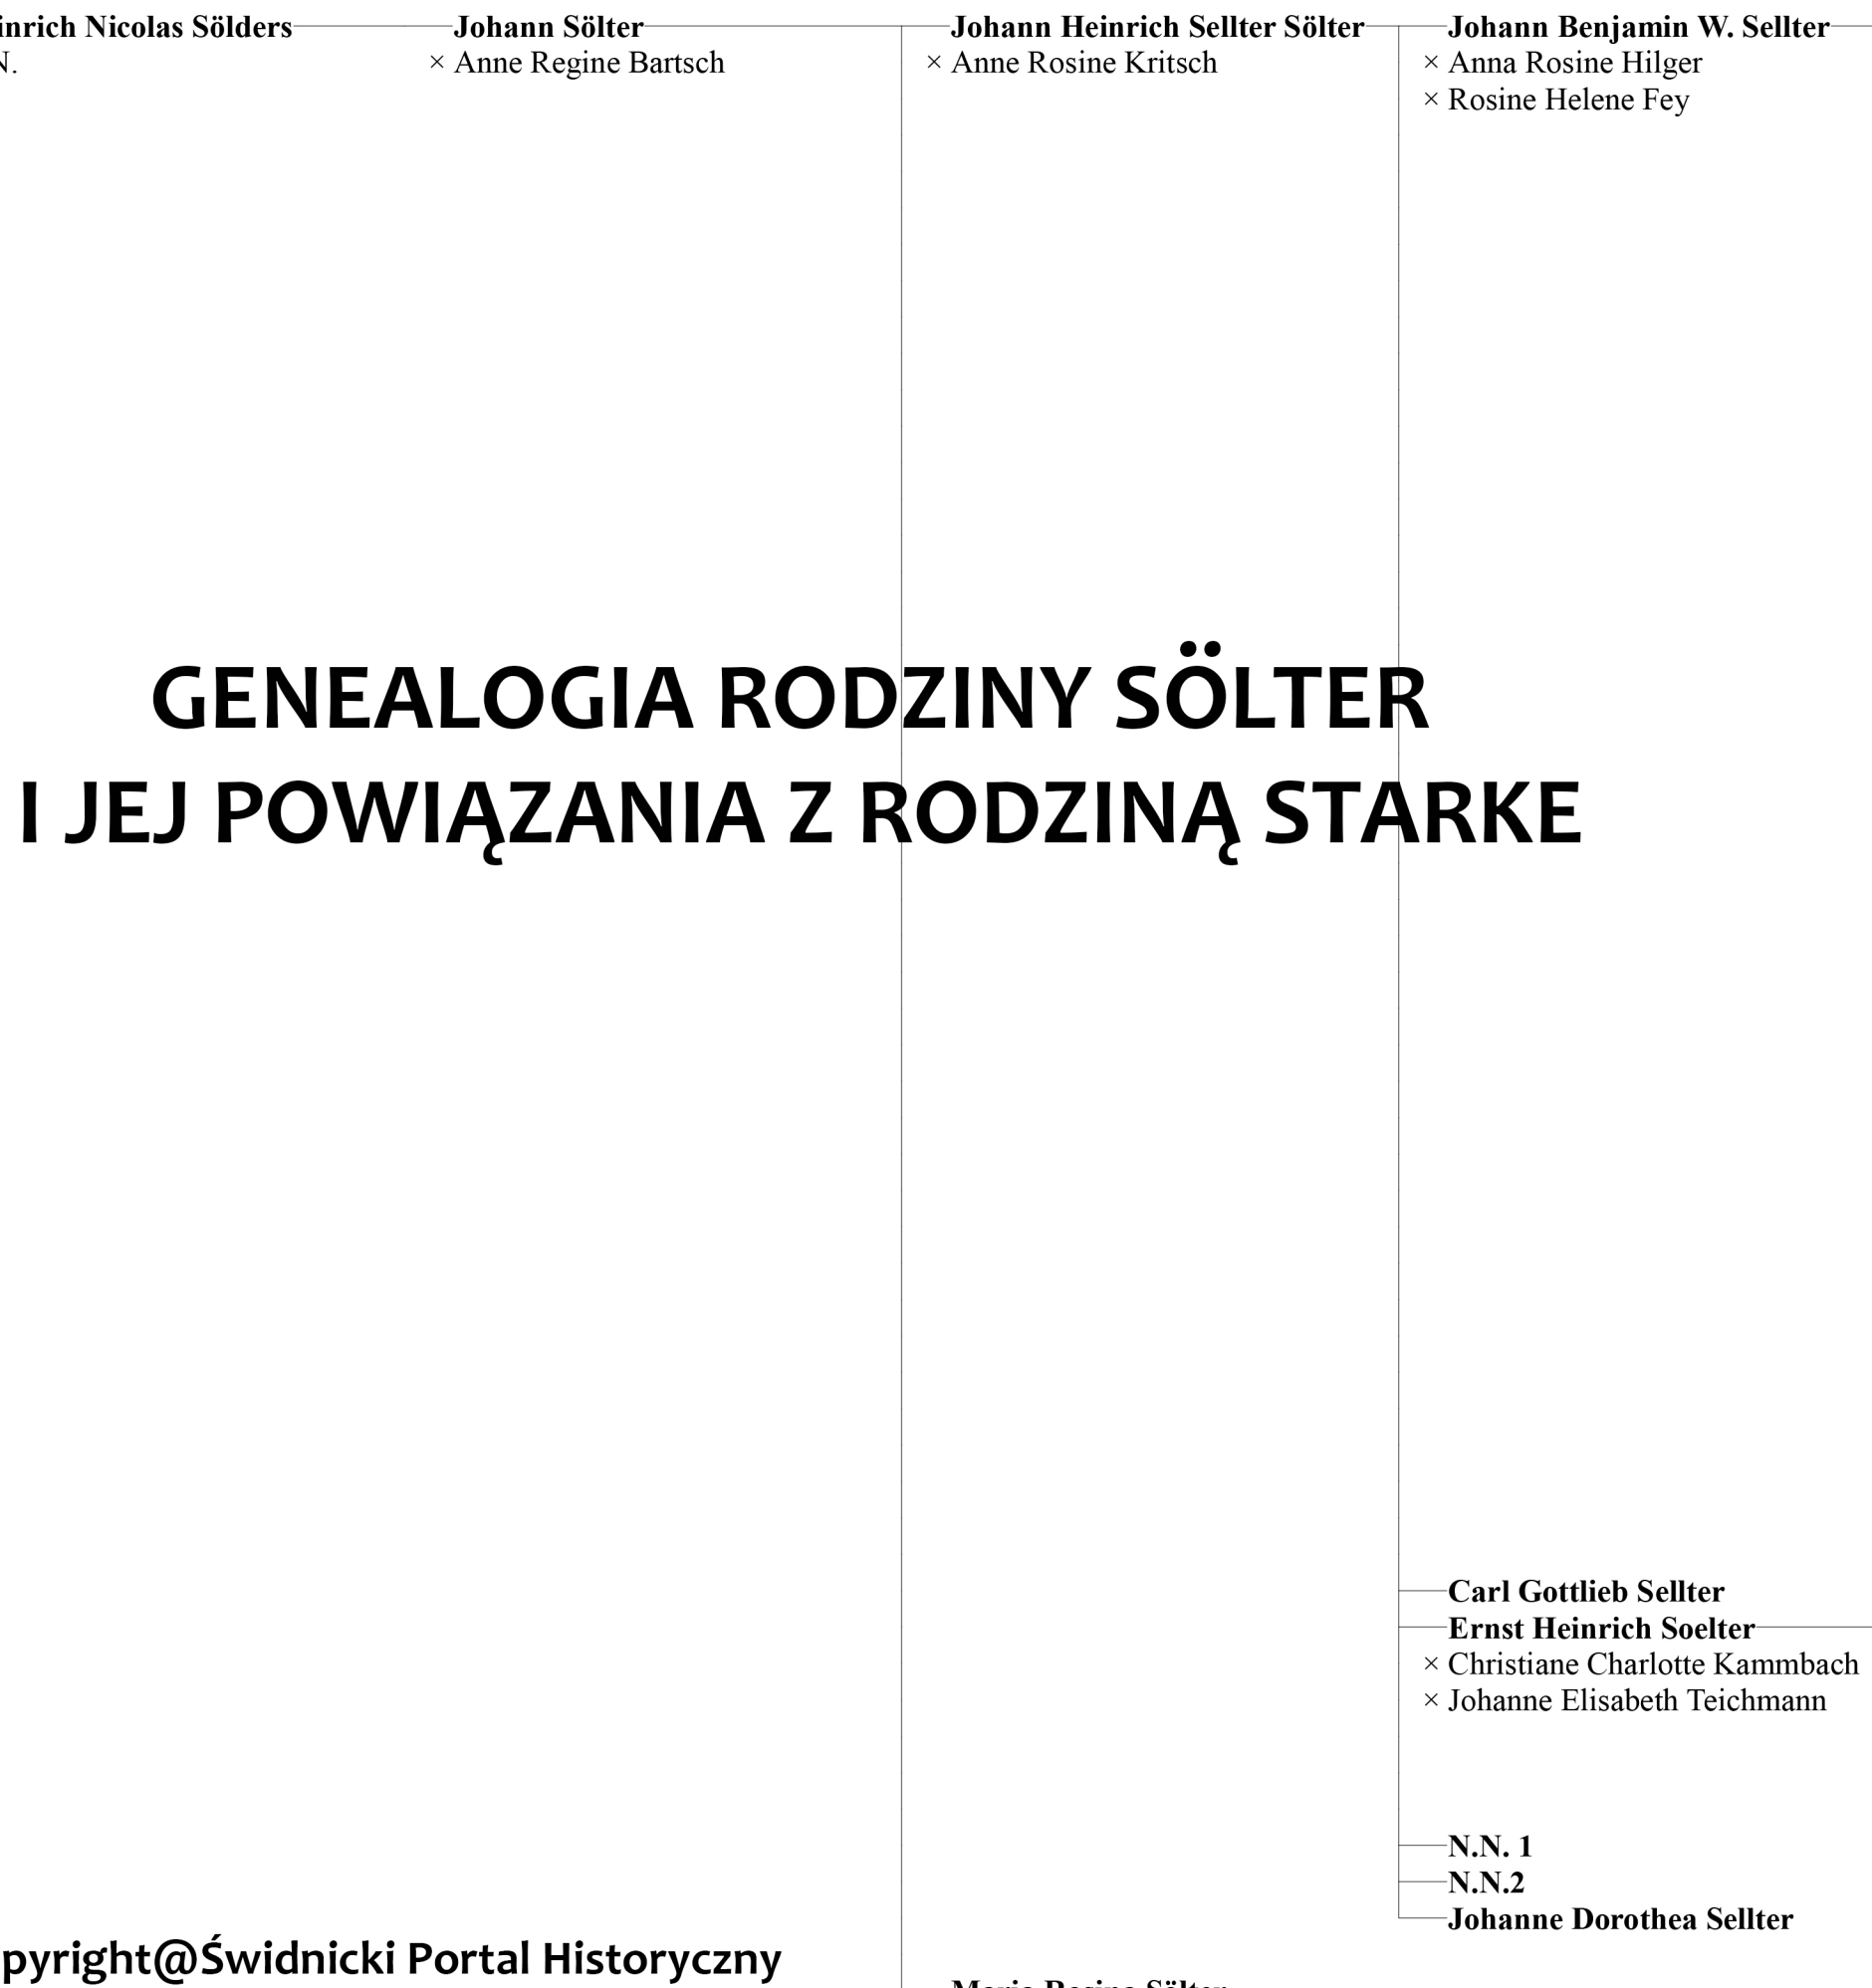 Nicolas Sölders Johann Sölter Johann Heinrich Sellter Sölter Johann Benjamin W. Sellter
× Anne Regine Bartsch × Anne Rosine Kritsch × Anna Rosine Hilger
× Rosine Helene Fey
GENEALOGIA RODZINY SÖLTER
I JEJ POWIĄZANIA Z RODZINĄ STARKE
Carl Gottlieb Sellter
Ernst Heinrich Soelter
× Christiane Charlotte Kammbach
× Johanne Elisabeth Teichmann
N.N. 1
N.N.2
Johanne Dorothea Sellter
pyright@Świdnicki Portal Historyczny